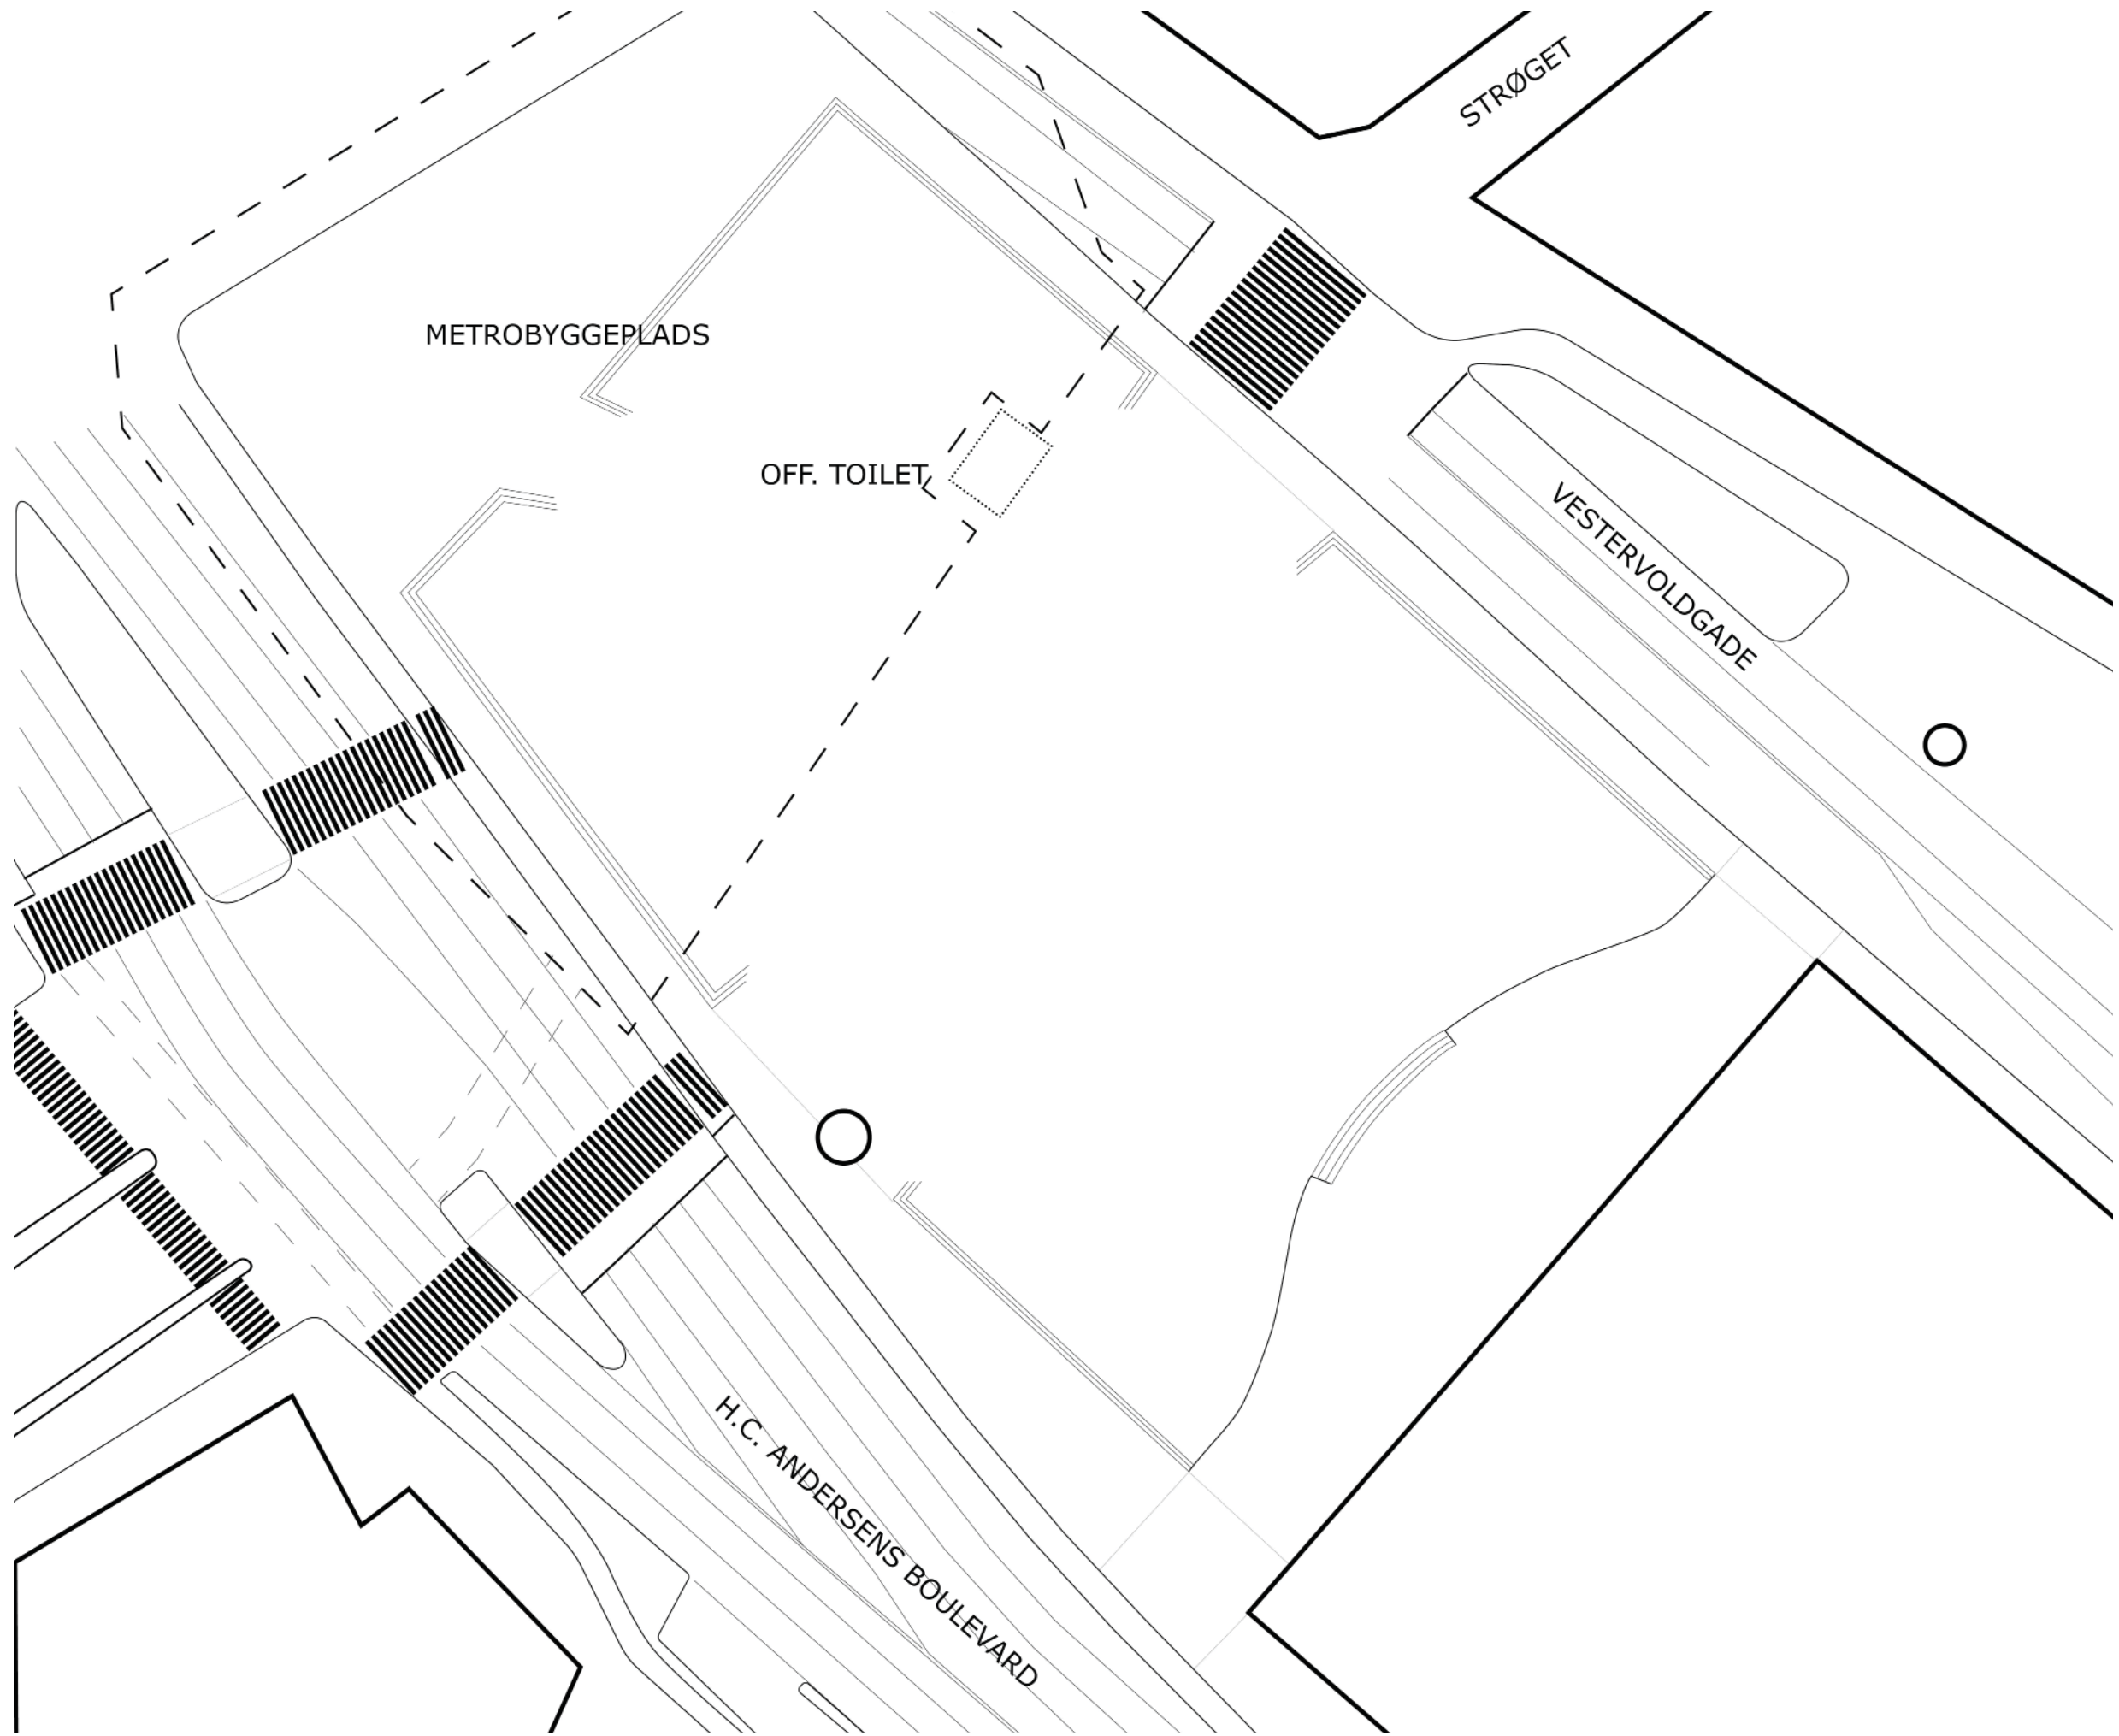 STRØGET
METROBYGGEPLADS
OFF. TOILET
VESTERVOLDGADE
H.C. ANDERSENS BOULEVARD